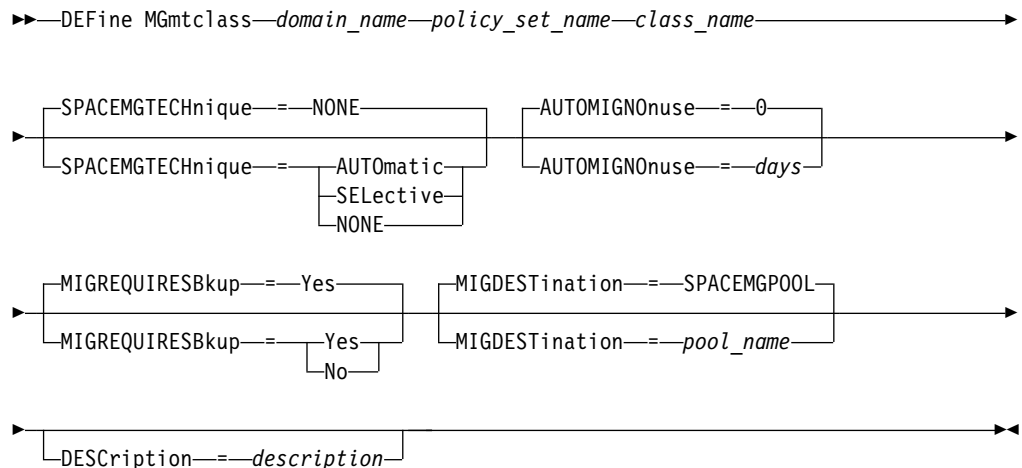 DEFine MGmtclass domain_name policy_set_name class_name
SPACEMGTECHnique = NONE AUTOMIGNOnuse = 0
SPACEMGTECHnique = AUTOmatic AUTOMIGNOnuse = days
SELective
NONE
MIGREQUIRESBkup = Yes MIGDESTination = SPACEMGPOOL
MIGREQUIRESBkup = Yes MIGDESTination = pool_name
No
DESCription = description